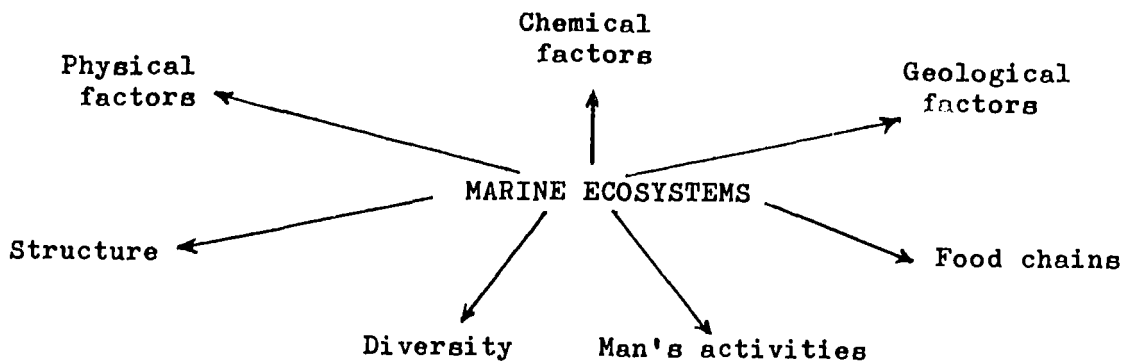 Chemical
factors
Physical
factors
Geological
factors
MARINE ECOSYSTEMS
Structure
Food chains
Diversity
Man's activities